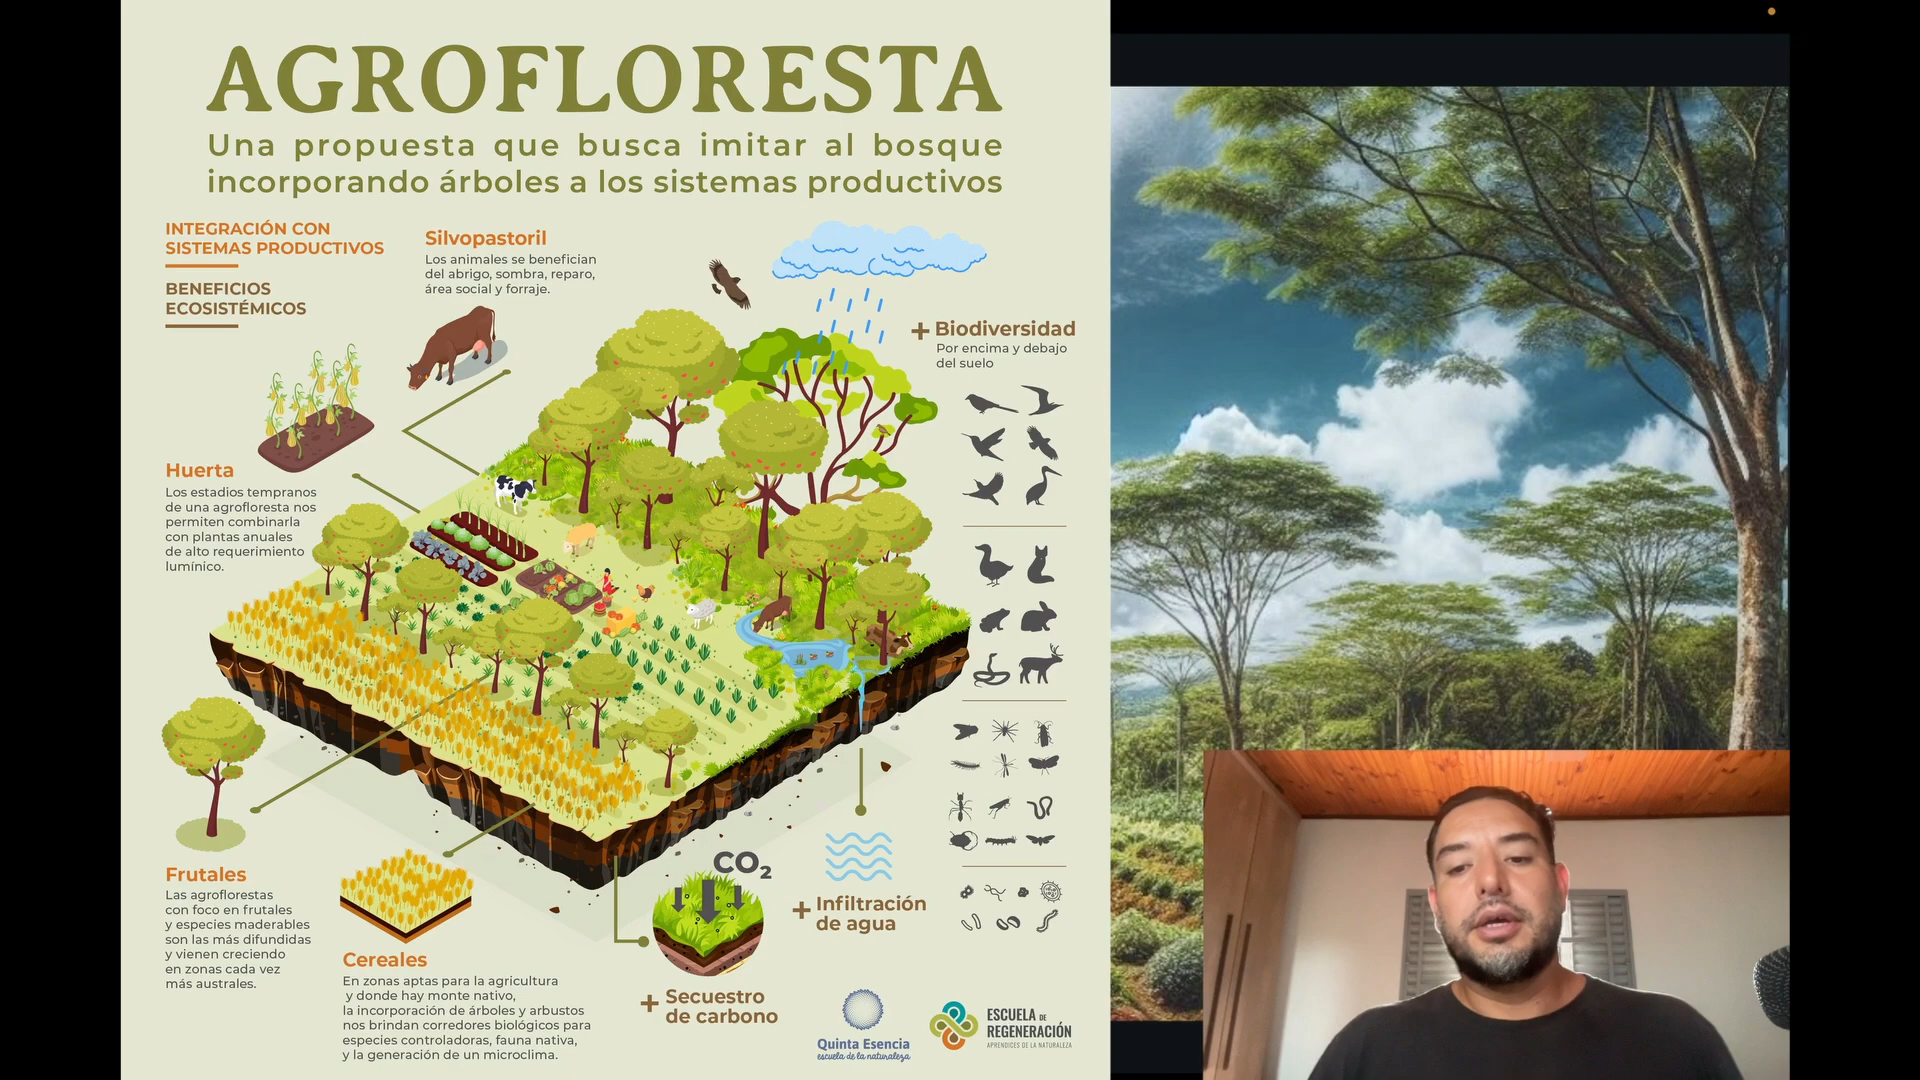 AGROFLORESTA
Una propuesta que busca imitar al bosque
incorporando árboles a los sistemas productivos
INTEGRACIÓN CON
SISTEMAS PRODUCTIVOS
BENEFICIOS
ECOSISTÉMICOS
Silvopastoril
Los animales se benefician
del abrigo, sombra, reparo,
área social y forraje.
+ Biodiversidad
Por encima y debajo
del suelo
Huerta
Los estadios tempranos
de una agrofloresta nos
permiten combinarla
con plantas anuales
de alto requerimiento
lumínico.
Frutales
Las agroflorestas
con foco en frutales
y especies maderables
son las más difundidas
y vienen creciendo
en zonas cada vez
más australes.
Cereales
En zonas aptas para la agricultura
y donde hay monte nativo,
la incorporación de árboles y arbustos
nos brindan corredores biológicos para
especies controladoras, fauna nativa,
y la generación de un microclima.
CO₂
+ Secuestro
de carbono
+ Infiltración
de agua
Quinta Esencia
escuela de la naturaleza
ESCUELA DE
REGENERACIÓN
APRENDICES DE LA NATURALEZA